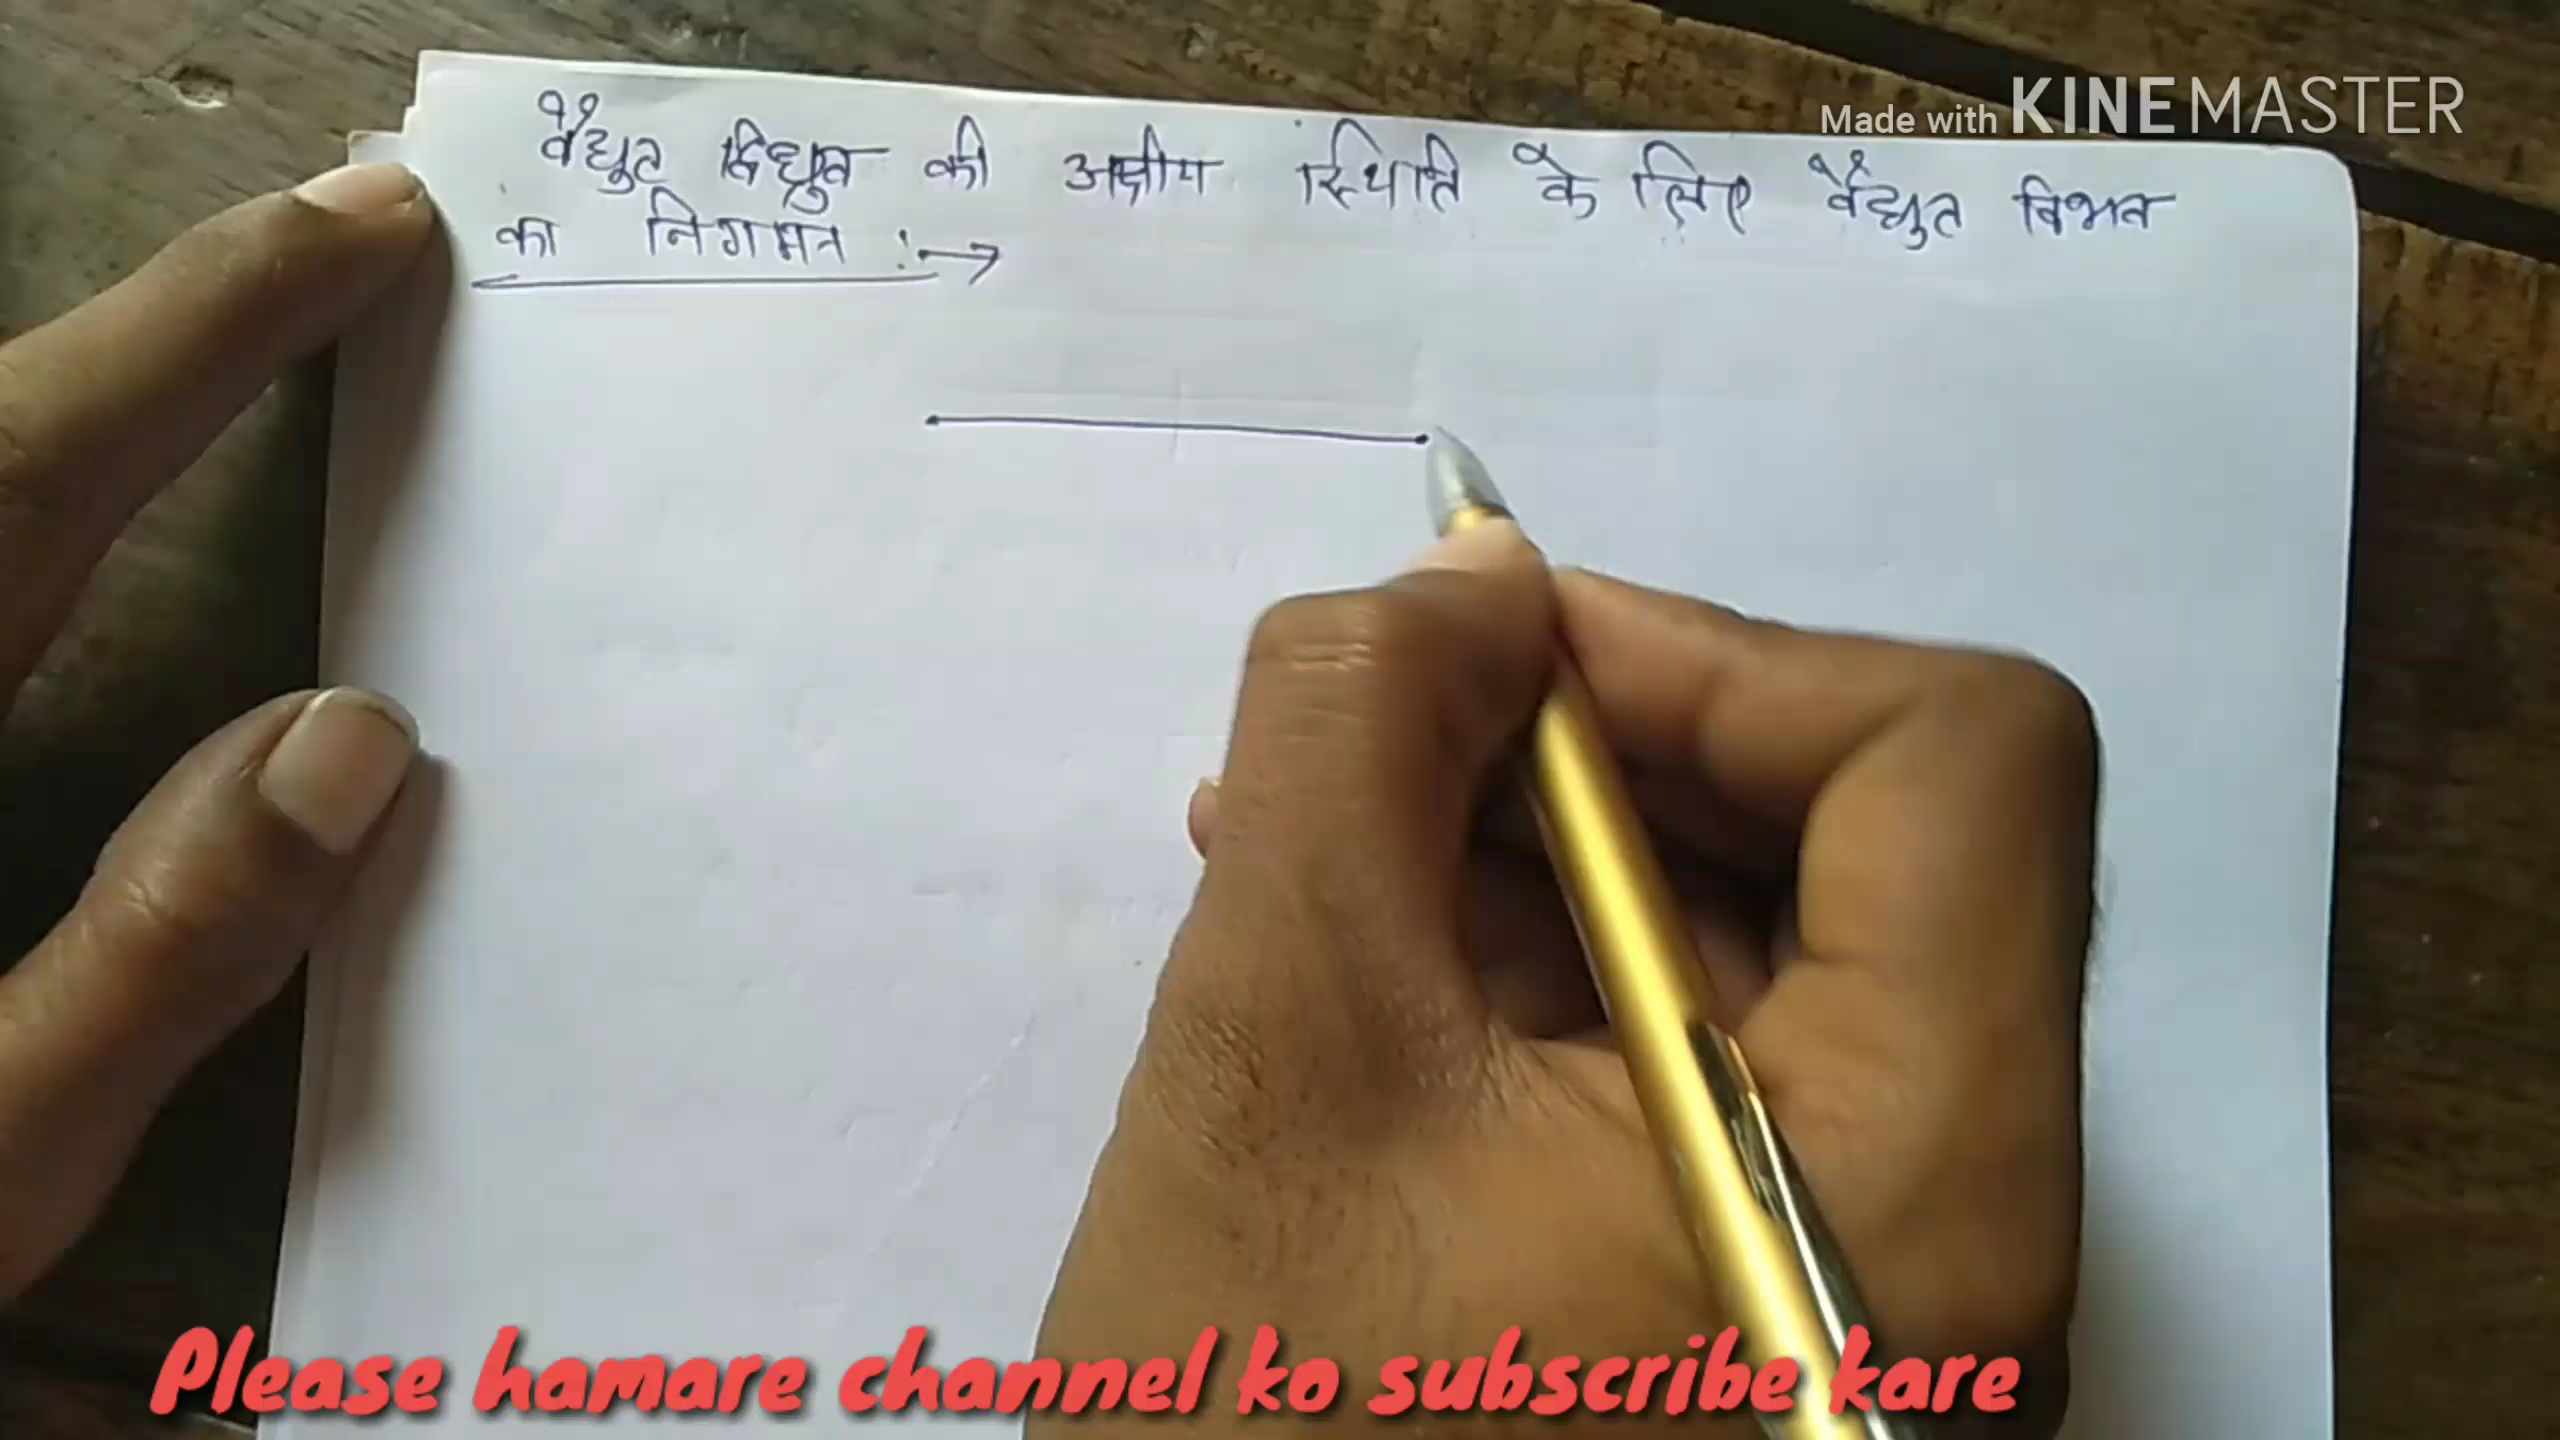 Made with KINEMASTER
वैद्युत द्विध्रुव की अक्षीय स्थिति के लिए वैद्युत विभव
का निगमन :→
Please hamare channel ko subscribe kare